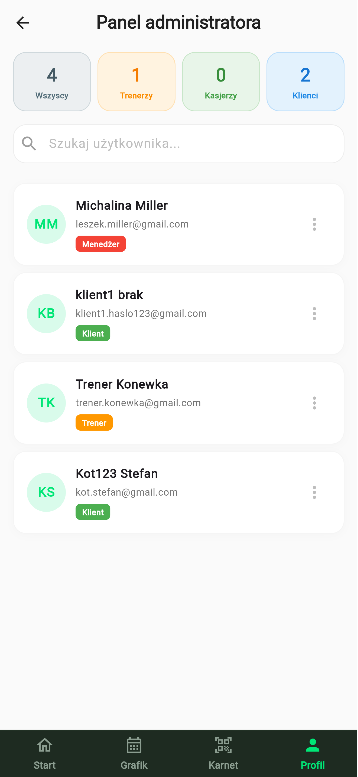 Panel administratora
4
Wszyscy
1
Trenerzy
0
Kasjerzy
2
Klienci
Szukaj użytkownika...
MM
Michalina Miller
leszek.miller@gmail.com
Menedżer
KB
klient1 brak
klient1.haslo123@gmail.com
Klient
TK
Trener Konewka
trener.konewka@gmail.com
Trener
KS
Kot123 Stefan
kot.stefan@gmail.com
Klient
Start
Grafik
Karnet
Profil